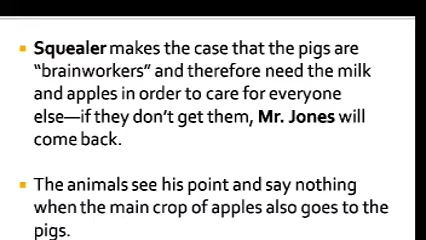 ▪ Squealer makes the case that the pigs are
“brainworkers” and therefore need the milk
and apples in order to care for everyone
else—if they don’t get them, Mr. Jones will
come back.
▪ The animals see his point and say nothing
when the main crop of apples also goes to the
pigs.